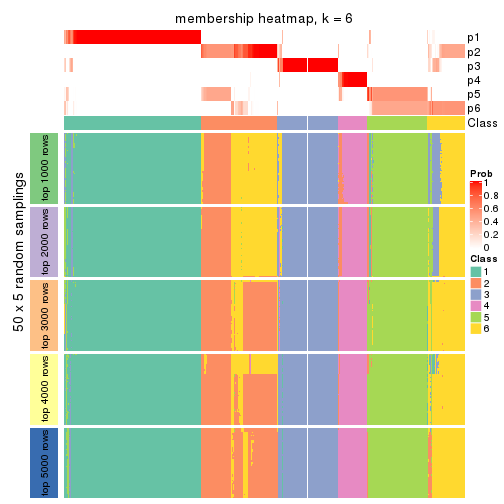 membership heatmap, k = 6
p1
p2
p3
p4
p5
p6
Class
50 x 5 random samplings
top 1000 rows
top 2000 rows
top 3000 rows
top 4000 rows
top 5000 rows
Prob
1
0.8
0.6
0.4
0.2
0
Class
1
2
3
4
5
6